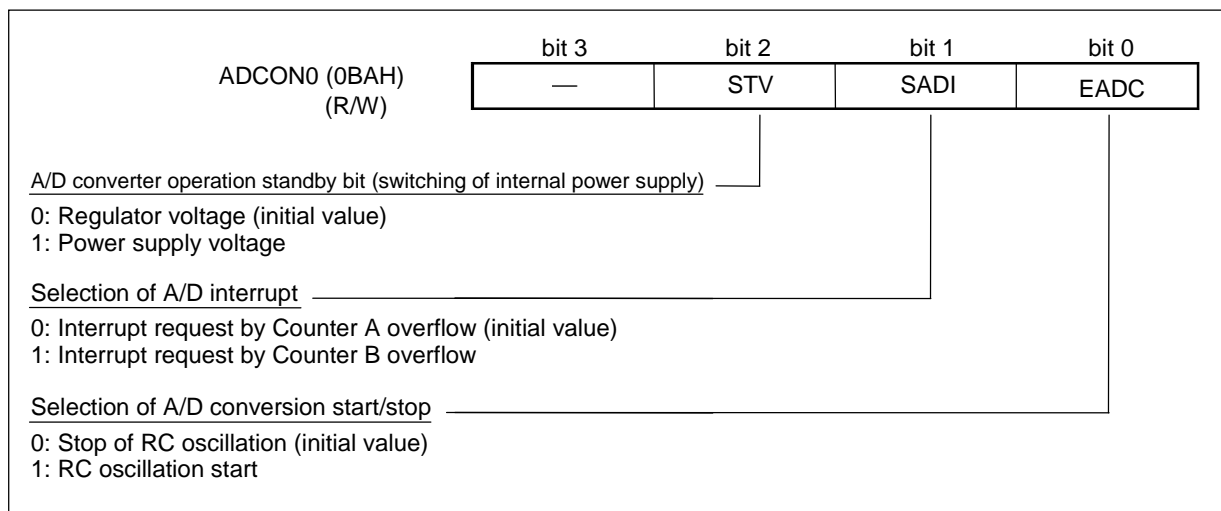 bit 3 bit 2 bit 1 bit 0
ADCON0 (0BAH) — STV SADI EADC
(R/W)
A/D converter operation standby bit (switching of internal power supply)
0: Regulator voltage (initial value)
1: Power supply voltage
Selection of A/D interrupt
0: Interrupt request by Counter A overflow (initial value)
1: Interrupt request by Counter B overflow
Selection of A/D conversion start/stop
0: Stop of RC oscillation (initial value)
1: RC oscillation start